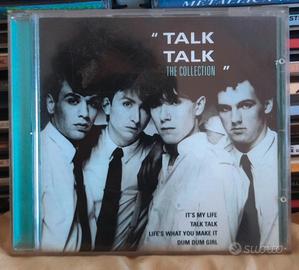 " TALK
TALK
THE COLLECTION "
IT'S MY LIFE
TALK TALK
LIFE'S WHAT YOU MAKE IT
DUM DUM GIRL
subito